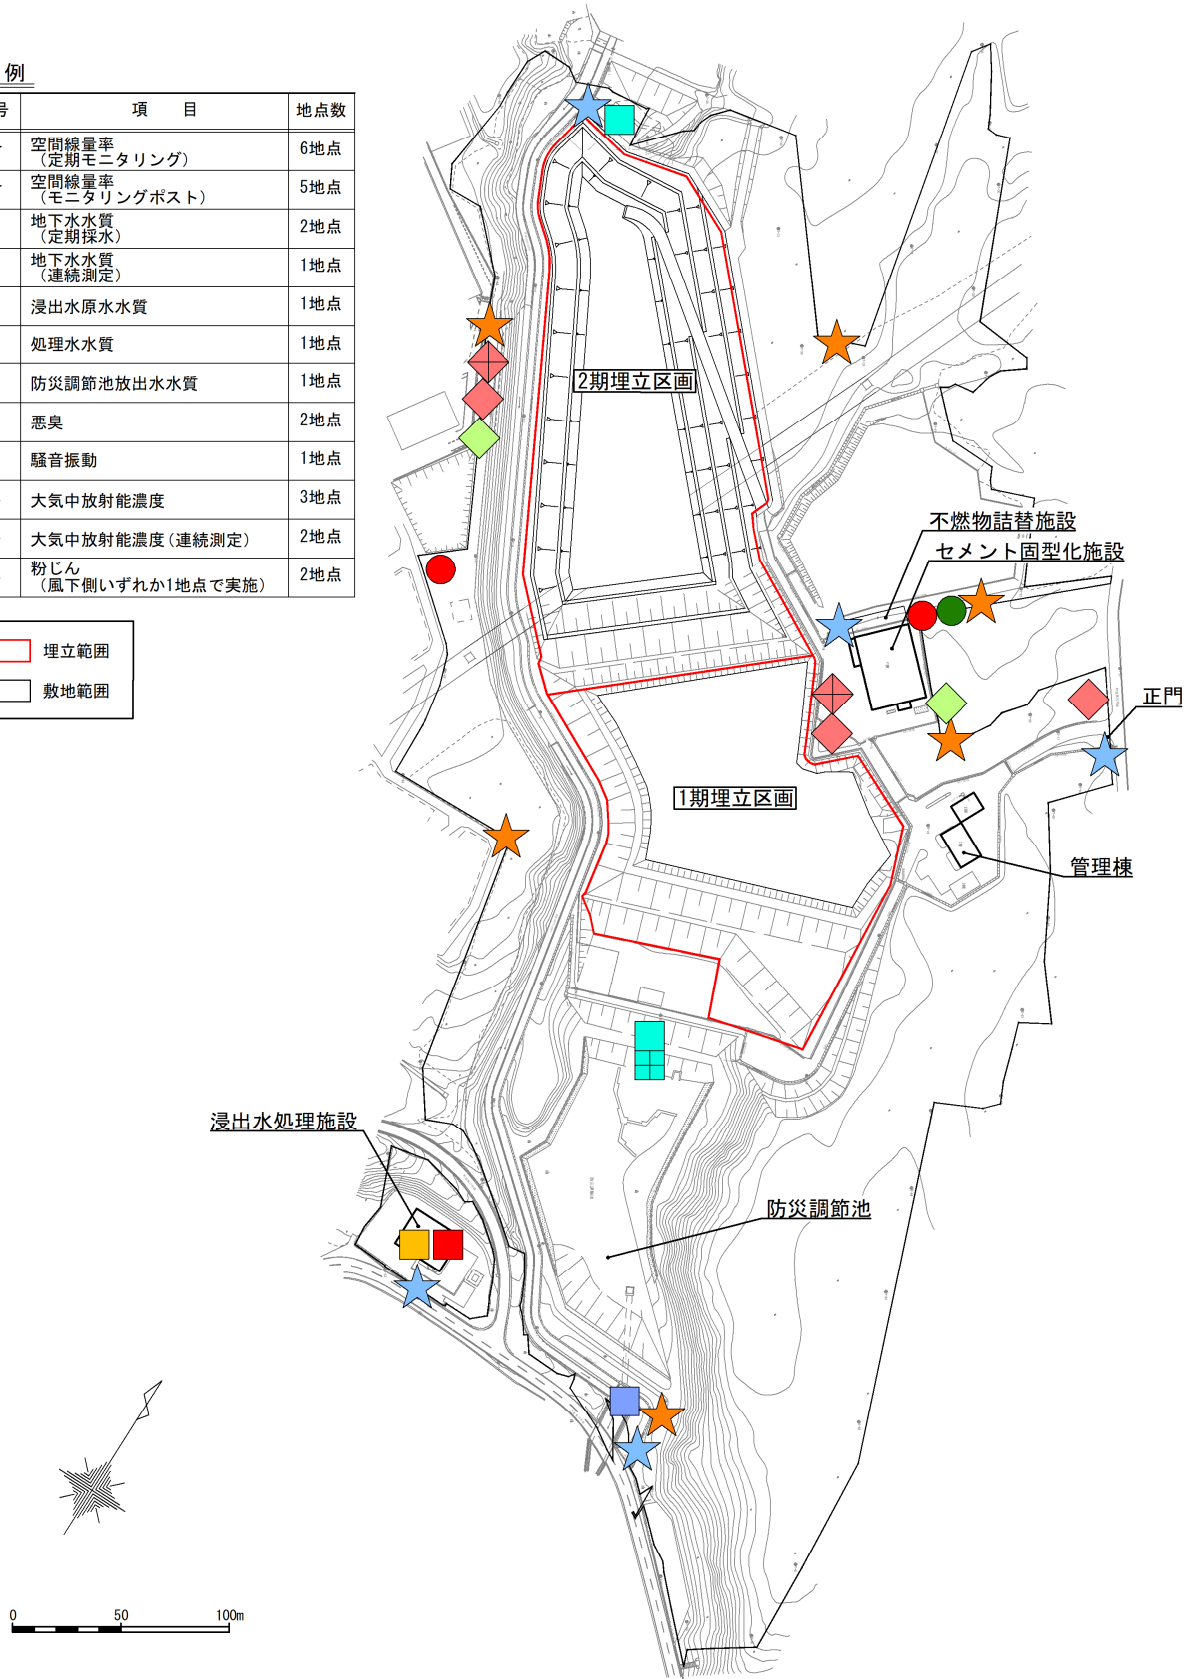 例
号 項 目 地点数
空間線量率
（定期モニタリング） 6地点
空間線量率
（モニタリングポスト） 5地点
地下水水質
（定期採水） 2地点
地下水水質
（連続測定） 1地点
浸出水原水水質 1地点
処理水水質 1地点
防災調節池放出水水質 1地点
悪臭 2地点
騒音振動 1地点
大気中放射能濃度 3地点
大気中放射能濃度（連続測定） 2地点
粉じん
（風下側いずれか1地点で実施） 2地点
埋立範囲
敷地範囲
2期埋立区画
不燃物詰替施設
セメント固型化施設
正門
1期埋立区画
管理棟
浸出水処理施設
防災調節池
0 50 100m